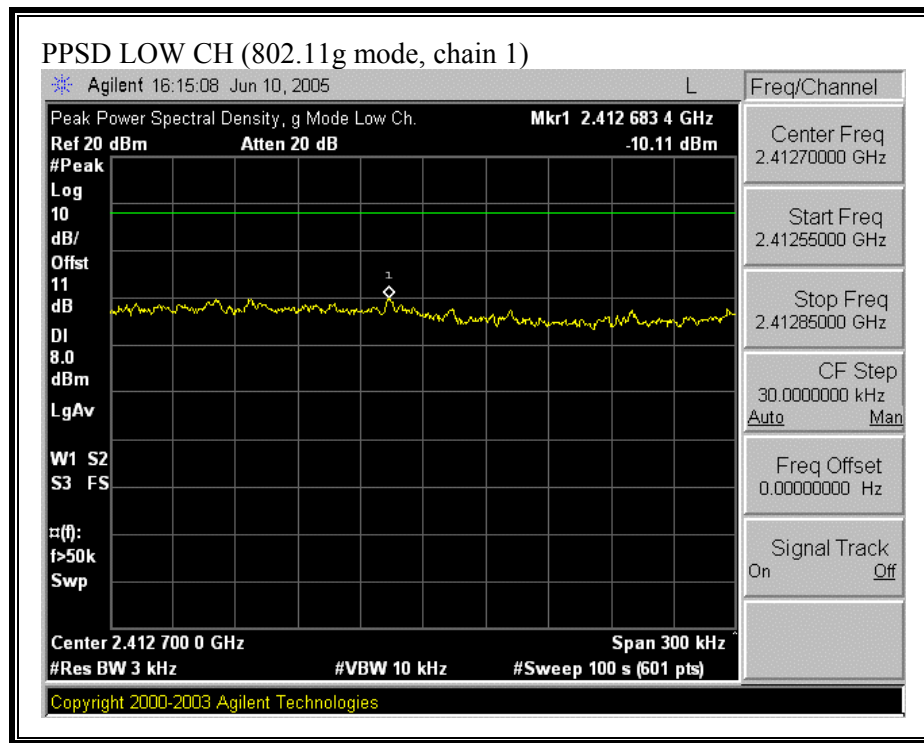 PPSD LOW CH (802.11g mode, chain 1)
Agilent 16:15:08 Jun 10, 2005 L
Peak Power Spectral Density, g Mode Low Ch. Mkr1 2.412 683 4 GHz
Ref 20 dBm Atten 20 dB -10.11 dBm
#Peak
Log
10
dB/
Offst
11
dB
DI
8.0
dBm
LgAv
W1 S2
S3 FS
¤(f):
f>50k
Swp
1
Center 2.412 700 0 GHz Span 300 kHz
#Res BW 3 kHz #VBW 10 kHz #Sweep 100 s (601 pts)
Copyright 2000-2003 Agilent Technologies
Freq/Channel
Center Freq
2.41270000 GHz
Start Freq
2.41255000 GHz
Stop Freq
2.41285000 GHz
CF Step
30.0000000 kHz
Auto Man
Freq Offset
0.00000000 Hz
Signal Track
On Off